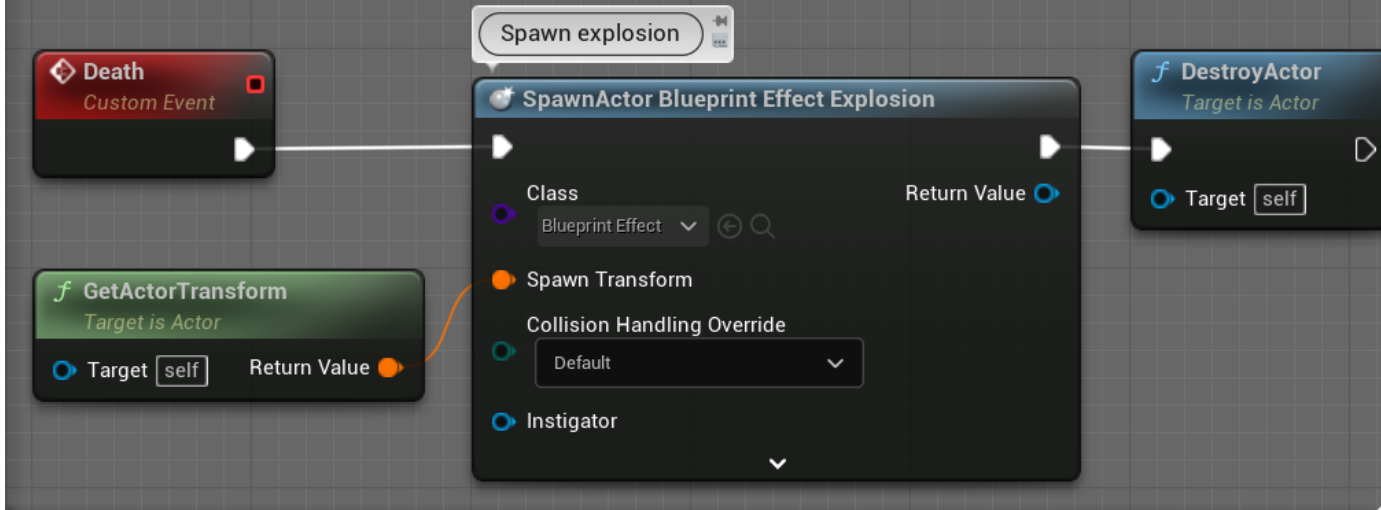 Spawn explosion
Death
Custom Event
SpawnActor Blueprint Effect Explosion
Class
Blueprint Effect
Return Value
Spawn Transform
Collision Handling Override
Default
Instigator
GetActorTransform
Target is Actor
Target self
Return Value
DestroyActor
Target is Actor
Target self